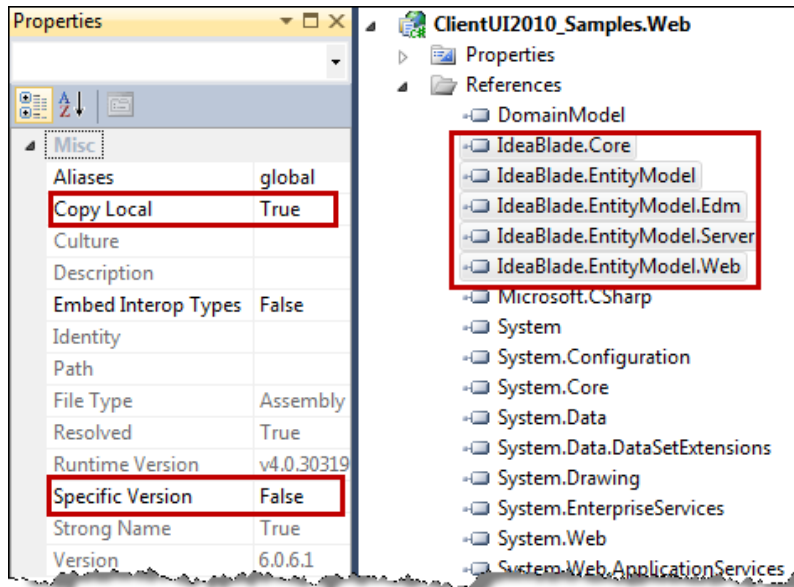 Properties
Misc
Aliases global
Copy Local True
Culture
Description
Embed Interop Types False
Identity
Path
File Type Assembly
Resolved True
Runtime Version v4.0.30319
Specific Version False
Strong Name True
Version 6.0.6.1
ClientUI2010_Samples.Web
Properties
References
DomainModel
IdeaBlade.Core
IdeaBlade.EntityModel
IdeaBlade.EntityModel.Edm
IdeaBlade.EntityModel.Server
IdeaBlade.EntityModel.Web
Microsoft.CSharp
System
System.Configuration
System.Core
System.Data
System.Data.DataSetExtensions
System.Drawing
System.EnterpriseServices
System.Web
System.Web.ApplicationServices